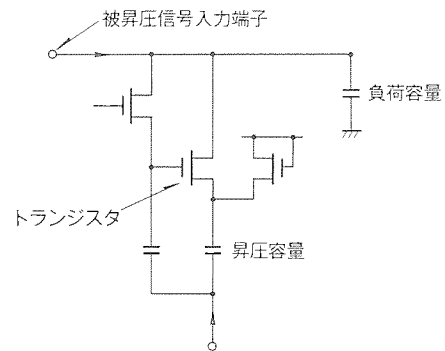 被昇圧信号入力端子
負荷容量
トランジスタ
昇圧容量